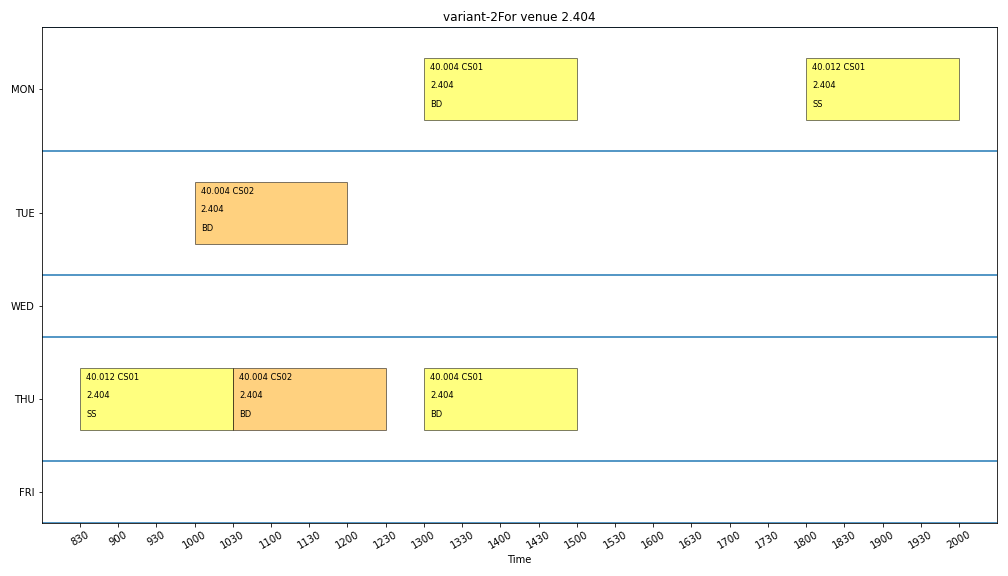 variant-2For venue 2.404
MON
40.004 CS01
2.404
BD
40.012 CS01
2.404
SS
TUE
40.004 CS02
2.404
BD
WED
THU
40.012 CS01
2.404
SS
40.004 CS02
2.404
BD
40.004 CS01
2.404
BD
FRI
830 900 930 1000 1030 1100 1130 1200 1230 1300 1330 1400 1430 1500 1530 1600 1630 1700 1730 1800 1830 1900 1930 2000
Time